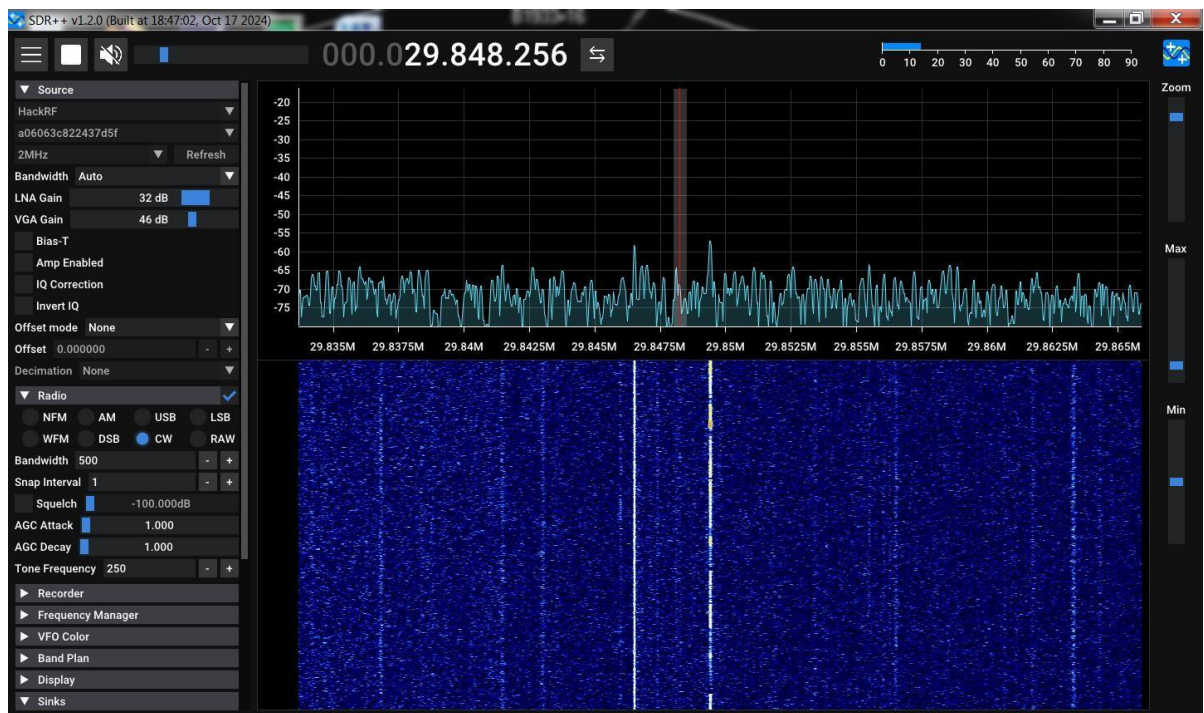 SDR++ v1.2.0 (Built at 18:47:02, Oct 17 2024)
B1933+16
000.029.848.256
0 10 20 30 40 50 60 70 80 90
Source
HackRF
a06063c822437d5f
2MHz Refresh
Bandwidth Auto
LNA Gain 32 dB
VGA Gain 46 dB
Bias-T
Amp Enabled
IQ Correction
Invert IQ
Offset mode None
Offset 0.000000 - +
Decimation None
Radio
NFM AM USB LSB
WFM DSB CW RAW
Bandwidth 500 - +
Snap Interval 1 - +
Squelch -100.000dB
AGC Attack 1.000
AGC Decay 1.000
Tone Frequency 250 - +
Recorder
Frequency Manager
VFO Color
Band Plan
Display
Sinks
-20
-25
-30
-35
-40
-45
-50
-55
-60
-65
-70
-75
29.835M 29.8375M 29.84M 29.8425M 29.845M 29.8475M 29.85M 29.8525M 29.855M 29.8575M 29.86M 29.8625M 29.865M
Zoom
Max
Min